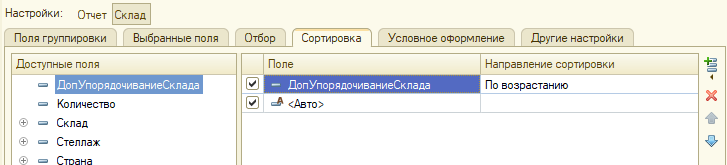 Настройки: Отчет Склад
Поля группировки Выбранные поля Отбор Сортировка Условное оформление Другие настройки
Доступные поля Поле Направление сортировки
ДопУпорядочиваниеСклада ДопУпорядочиваниеСклада По возрастанию
Количество <Авто>
Склад
Стеллаж
Страна